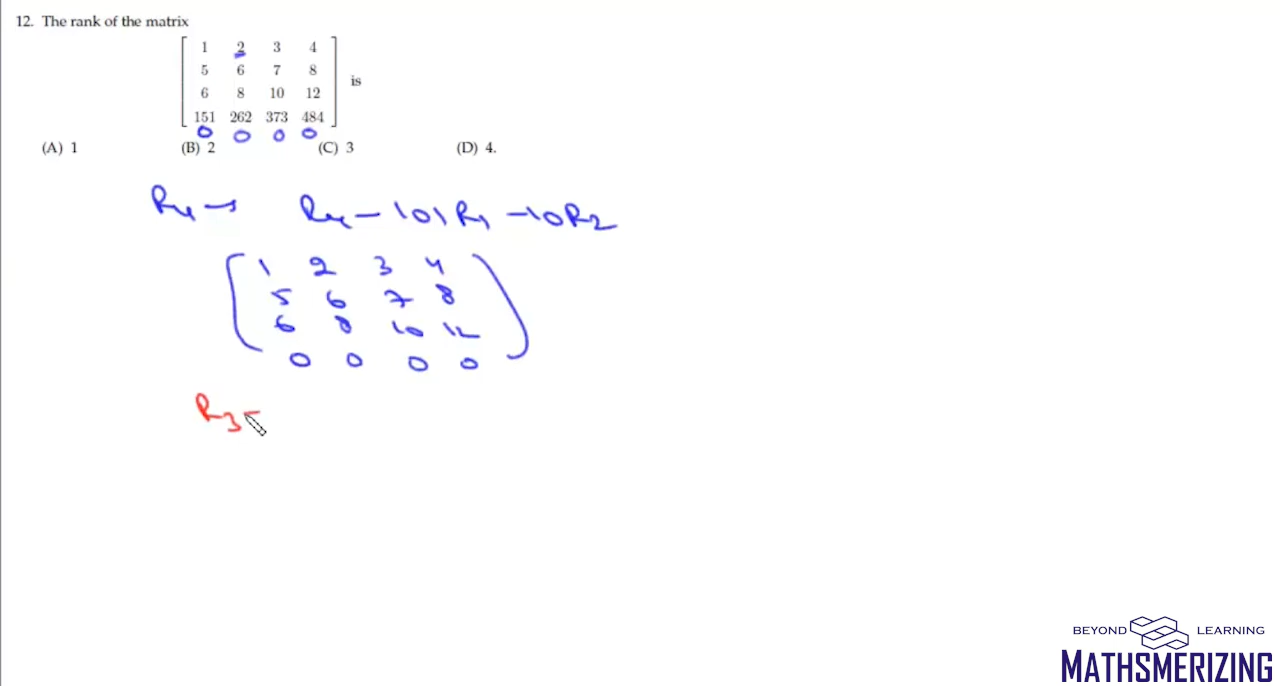 12. The rank of the matrix
1 2 3 4
5 6 7 8
6 8 10 12
151 262 373 484
is
0 0 0 0
(A) 1 (B) 2 (C) 3 (D) 4.
R4 → R4 - 101R1 - 10R2
1 2 3 4
5 6 7 8
6 8 10 12
0 0 0 0
R3
BEYOND LEARNING
MATHSMERIZING